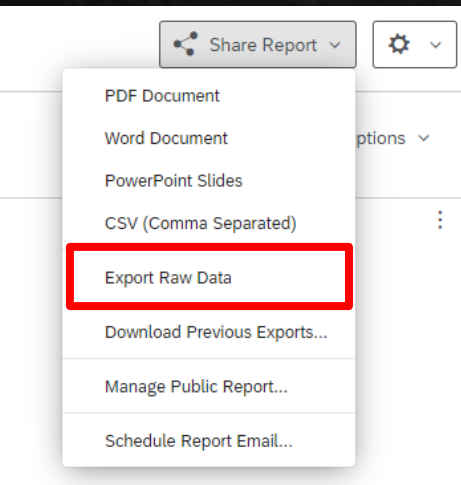 Share Report
PDF Document
Word Document
ptions
PowerPoint Slides
CSV (Comma Separated)
Export Raw Data
Download Previous Exports...
Manage Public Report...
Schedule Report Email...